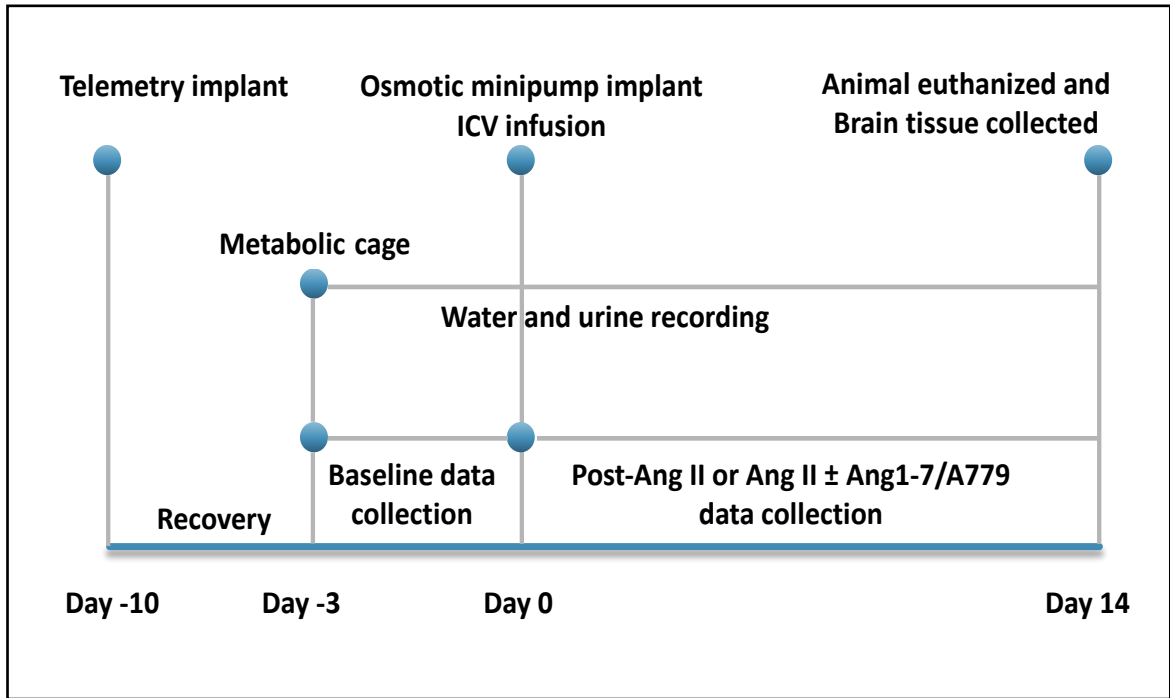 Telemetry implant
Osmotic minipump implant
ICV infusion
Animal euthanized and
Brain tissue collected
Metabolic cage
Water and urine recording
Recovery
Baseline data
collection
Post-Ang II or Ang II ± Ang1-7/A779
data collection
Day -10
Day -3
Day 0
Day 14